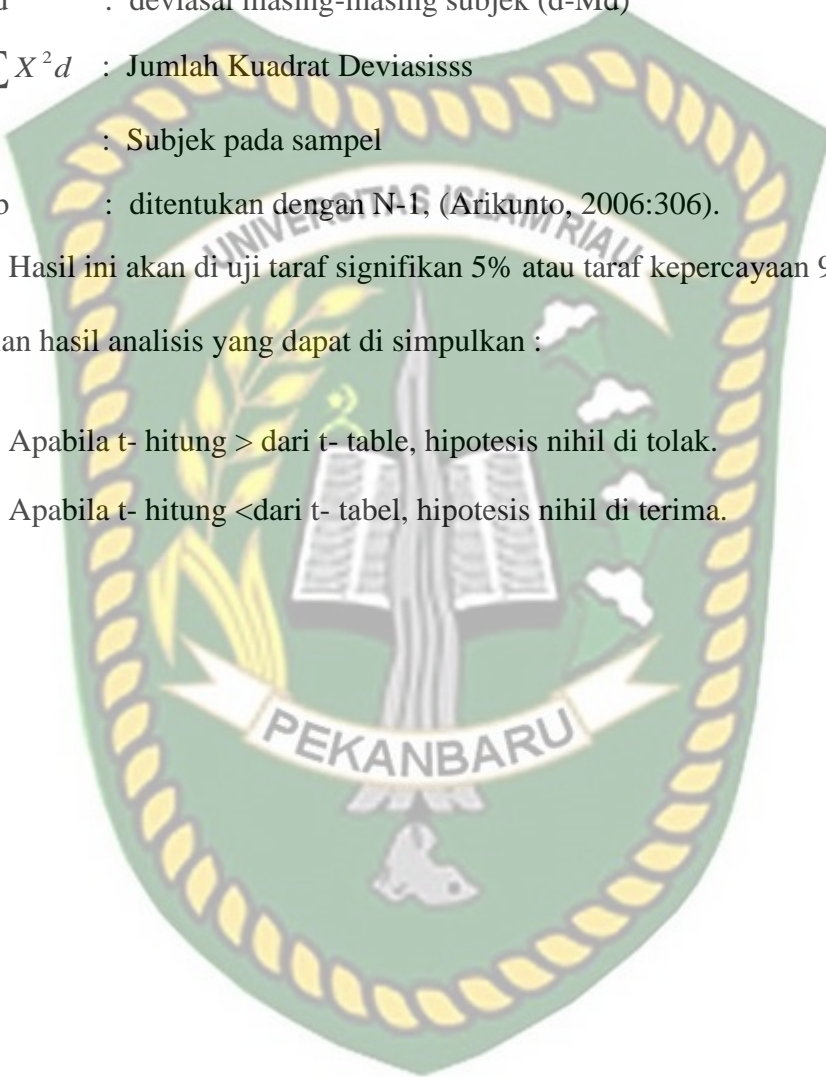 : deviasai masing-masing subjek (d-Md)
∑ X²d : Jumlah Kuadrat Deviasisss
: Subjek pada sampel
: ditentukan dengan N-1, (Arikunto, 2006:306).
UNIVERSITAS ISLAM RIAU
Hasil ini akan di uji taraf signifikan 5% atau taraf kepercayaan
hasil analisis yang dapat di simpulkan :
Apabila t- hitung > dari t- table, hipotesis nihil di tolak.
Apabila t- hitung <dari t- tabel, hipotesis nihil di terima.
PEKANBARU